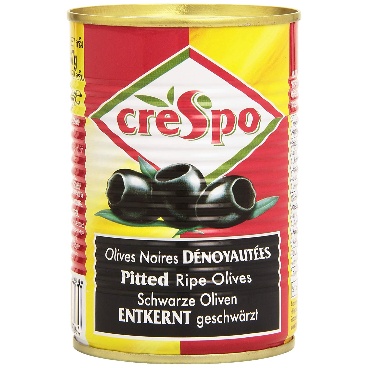 creSpo
Olives Noires DÉNOYAUTÉES
Pitted Ripe Olives
Schwarze Oliven
ENTKERNT geschwärzt